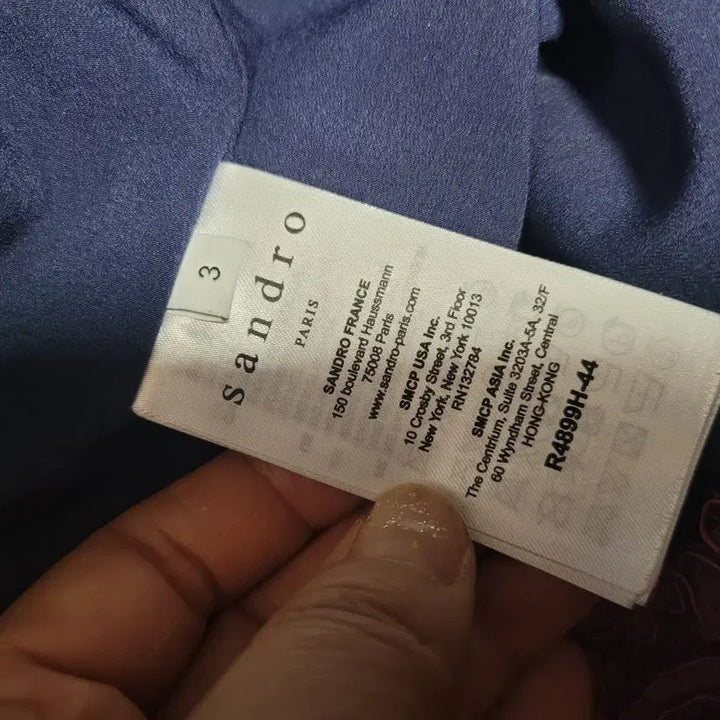 3
sandro
PARIS
SANDRO FRANCE
150 boulevard Haussmann
75008 Paris
www.sandro-paris.com
SMCP USA Inc.
10 Crosby Street, 3rd Floor
New York, New York 10013
RN132784
SMCP ASIA Inc.
The Centrium, Suite 3203A-5A, 32/F
60 Wyndham Street, Central
HONG-KONG
R4899H-44